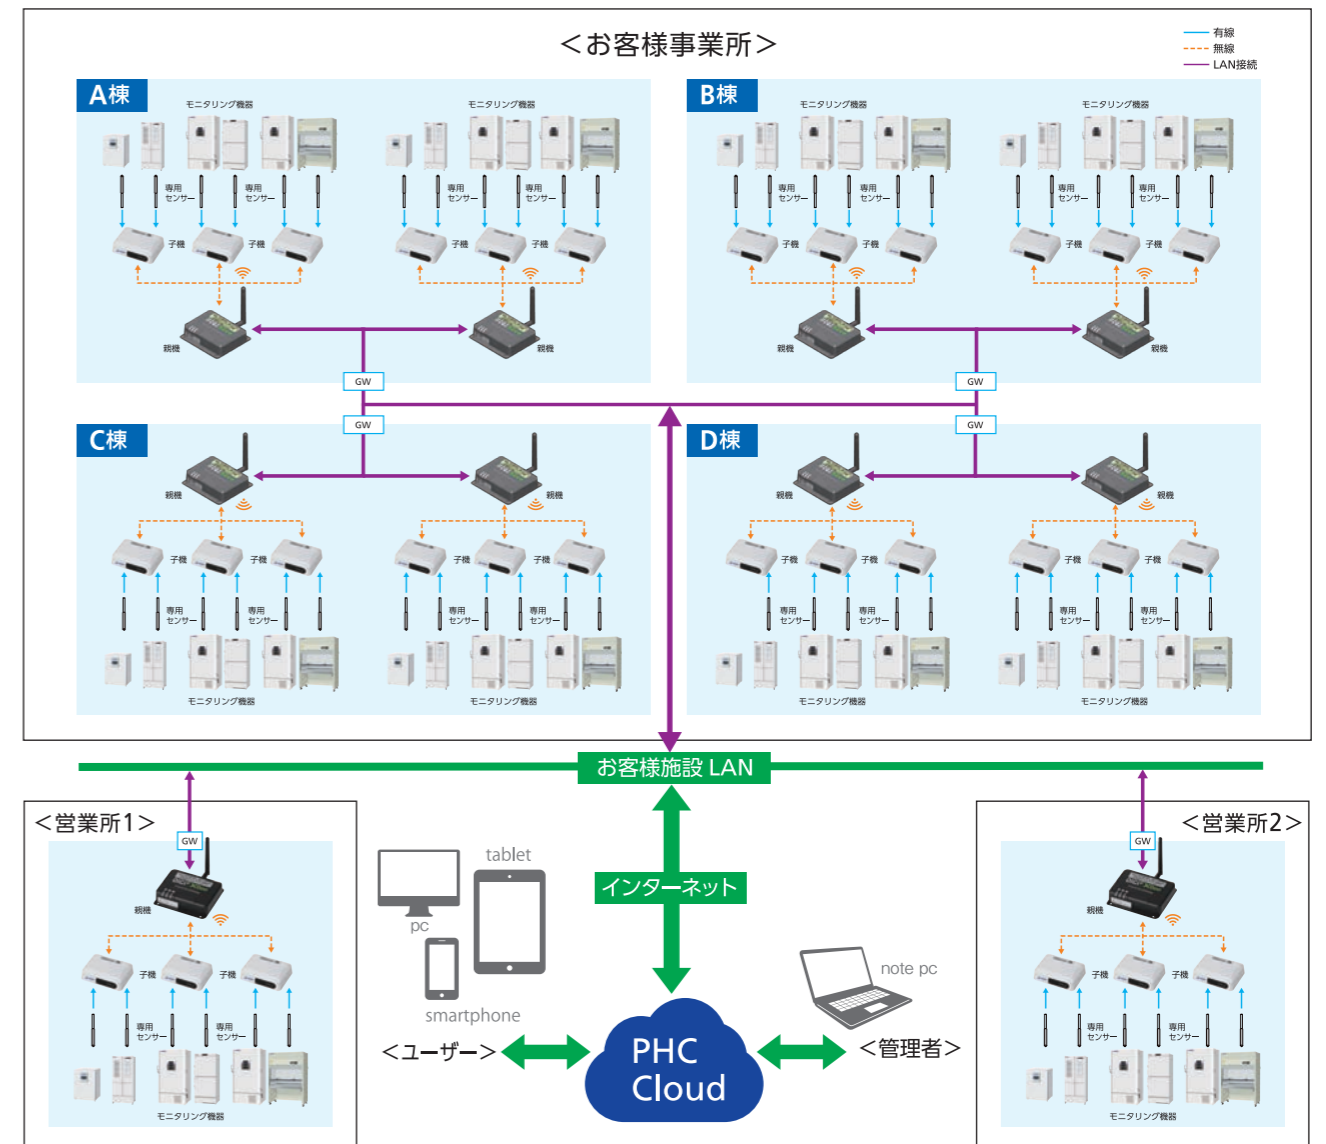 ＜お客様事業所＞
有線
無線
LAN接続
A棟
モニタリング機器
モニタリング機器
専用
センサー
専用
センサー
専用
センサー
専用
センサー
子機
子機
子機
子機
親機
親機
GW
B棟
モニタリング機器
モニタリング機器
専用
センサー
専用
センサー
専用
センサー
専用
センサー
子機
子機
子機
子機
親機
親機
GW
C棟
GW
親機
親機
子機
子機
子機
子機
専用
センサー
専用
センサー
専用
センサー
専用
センサー
モニタリング機器
モニタリング機器
D棟
GW
親機
親機
子機
子機
子機
子機
専用
センサー
専用
センサー
専用
センサー
専用
センサー
モニタリング機器
モニタリング機器
お客様施設 LAN
＜営業所1＞
GW
親機
子機
子機
専用
センサー
専用
センサー
モニタリング機器
pc
tablet
smartphone
＜ユーザー＞
インターネット
PHC
Cloud
note pc
＜管理者＞
＜営業所2＞
GW
親機
子機
子機
専用
センサー
専用
センサー
モニタリング機器